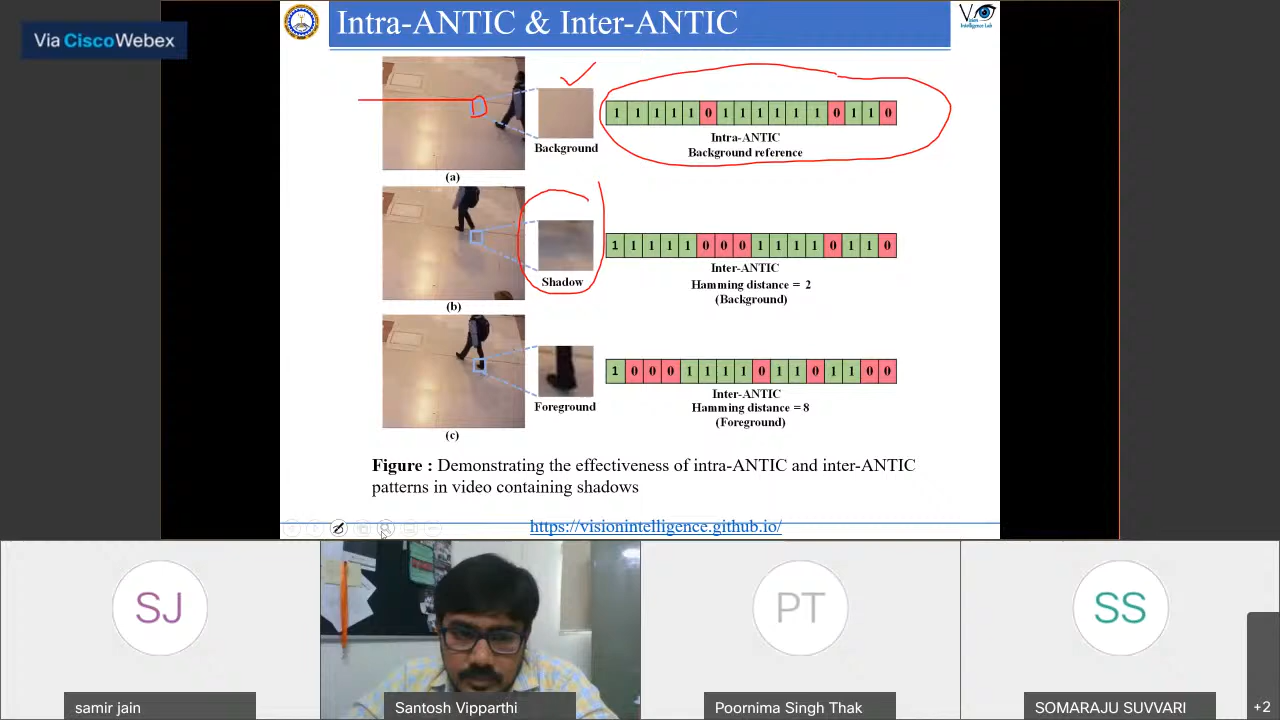 Via CiscoWebex
Intra-ANTIC & Inter-ANTIC
Vision
Intelligence Lab
1 1 1 1 1 0 1 1 1 1 1 1 1 0 1 1 0
Intra-ANTIC
Background reference
Background
(a)
1 1 1 1 1 0 0 0 1 1 1 1 0 1 1 0
Inter-ANTIC
Hamming distance = 2
(Background)
Shadow
(b)
1 0 0 0 1 1 1 1 0 1 1 0 1 1 0 0
Inter-ANTIC
Hamming distance = 8
(Foreground)
Foreground
(c)
Figure : Demonstrating the effectiveness of intra-ANTIC and inter-ANTIC
patterns in video containing shadows
https://visionintelligence.github.io/
SJ
PT
SS
samir jain
Santosh Vipparthi
Poornima Singh Thak
SOMARAJU SUVVARI
+2